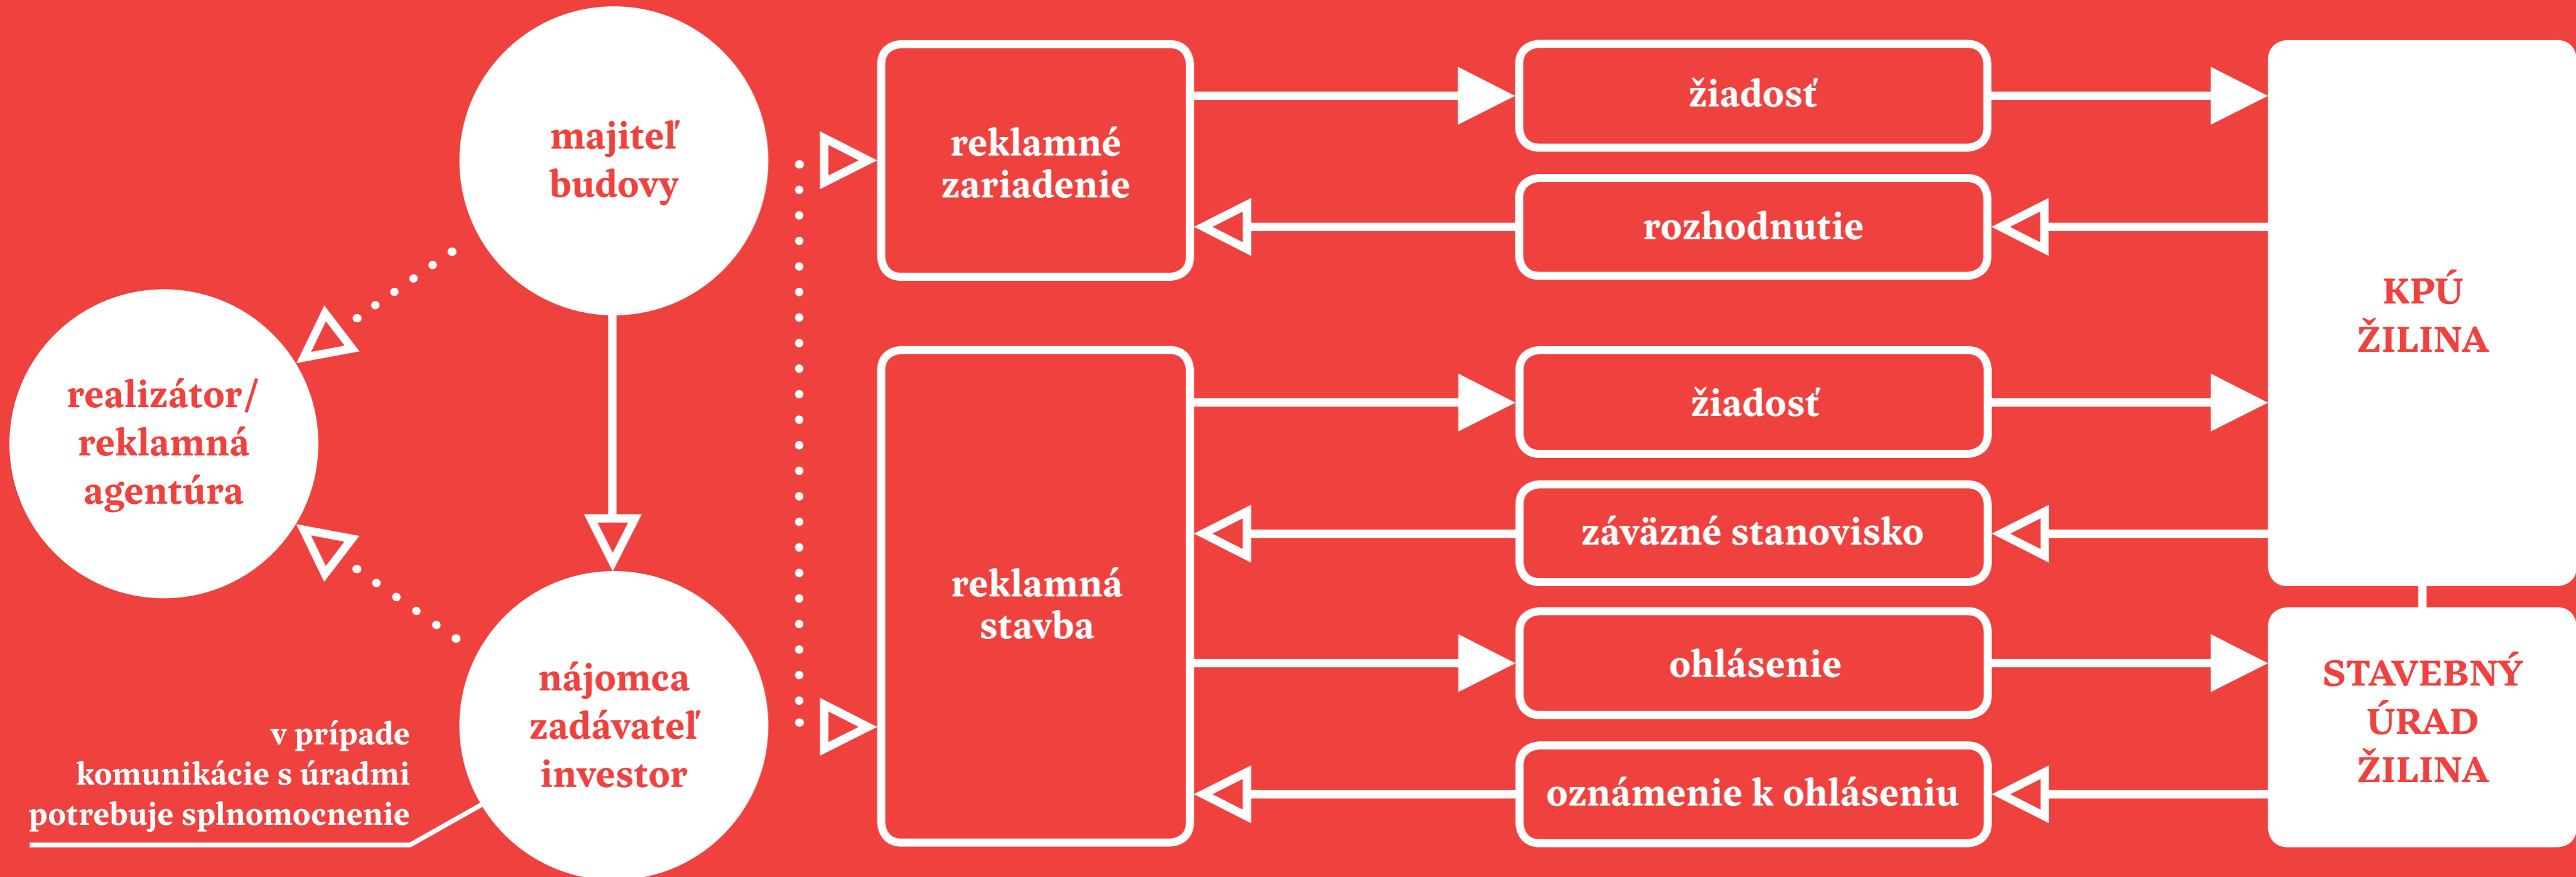 majiteľ
budovy
realizátor/
reklamná
agentúra
nájomca
zadávateľ
investor
v prípade
komunikácie s úradmi
potrebuje splnomocnenie
reklamné
zariadenie
žiadosť
rozhodnutie
reklamná
stavba
žiadosť
záväzné stanovisko
ohlásenie
oznámenie k ohláseniu
KPÚ
ŽILINA
STAVEBNÝ
ÚRAD
ŽILINA